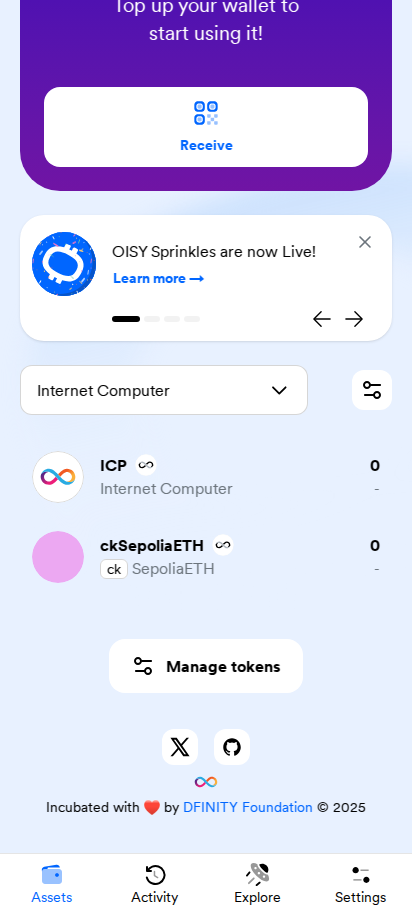 Top up your wallet to
start using it!
Receive
OISY Sprinkles are now Live!
Learn more →
Internet Computer
ICP
0
Internet Computer
-
ckSepoliaETH
0
ck SepoliaETH
-
Manage tokens
Incubated with ❤️ by DFINITY Foundation © 2025
Assets
Activity
Explore
Settings